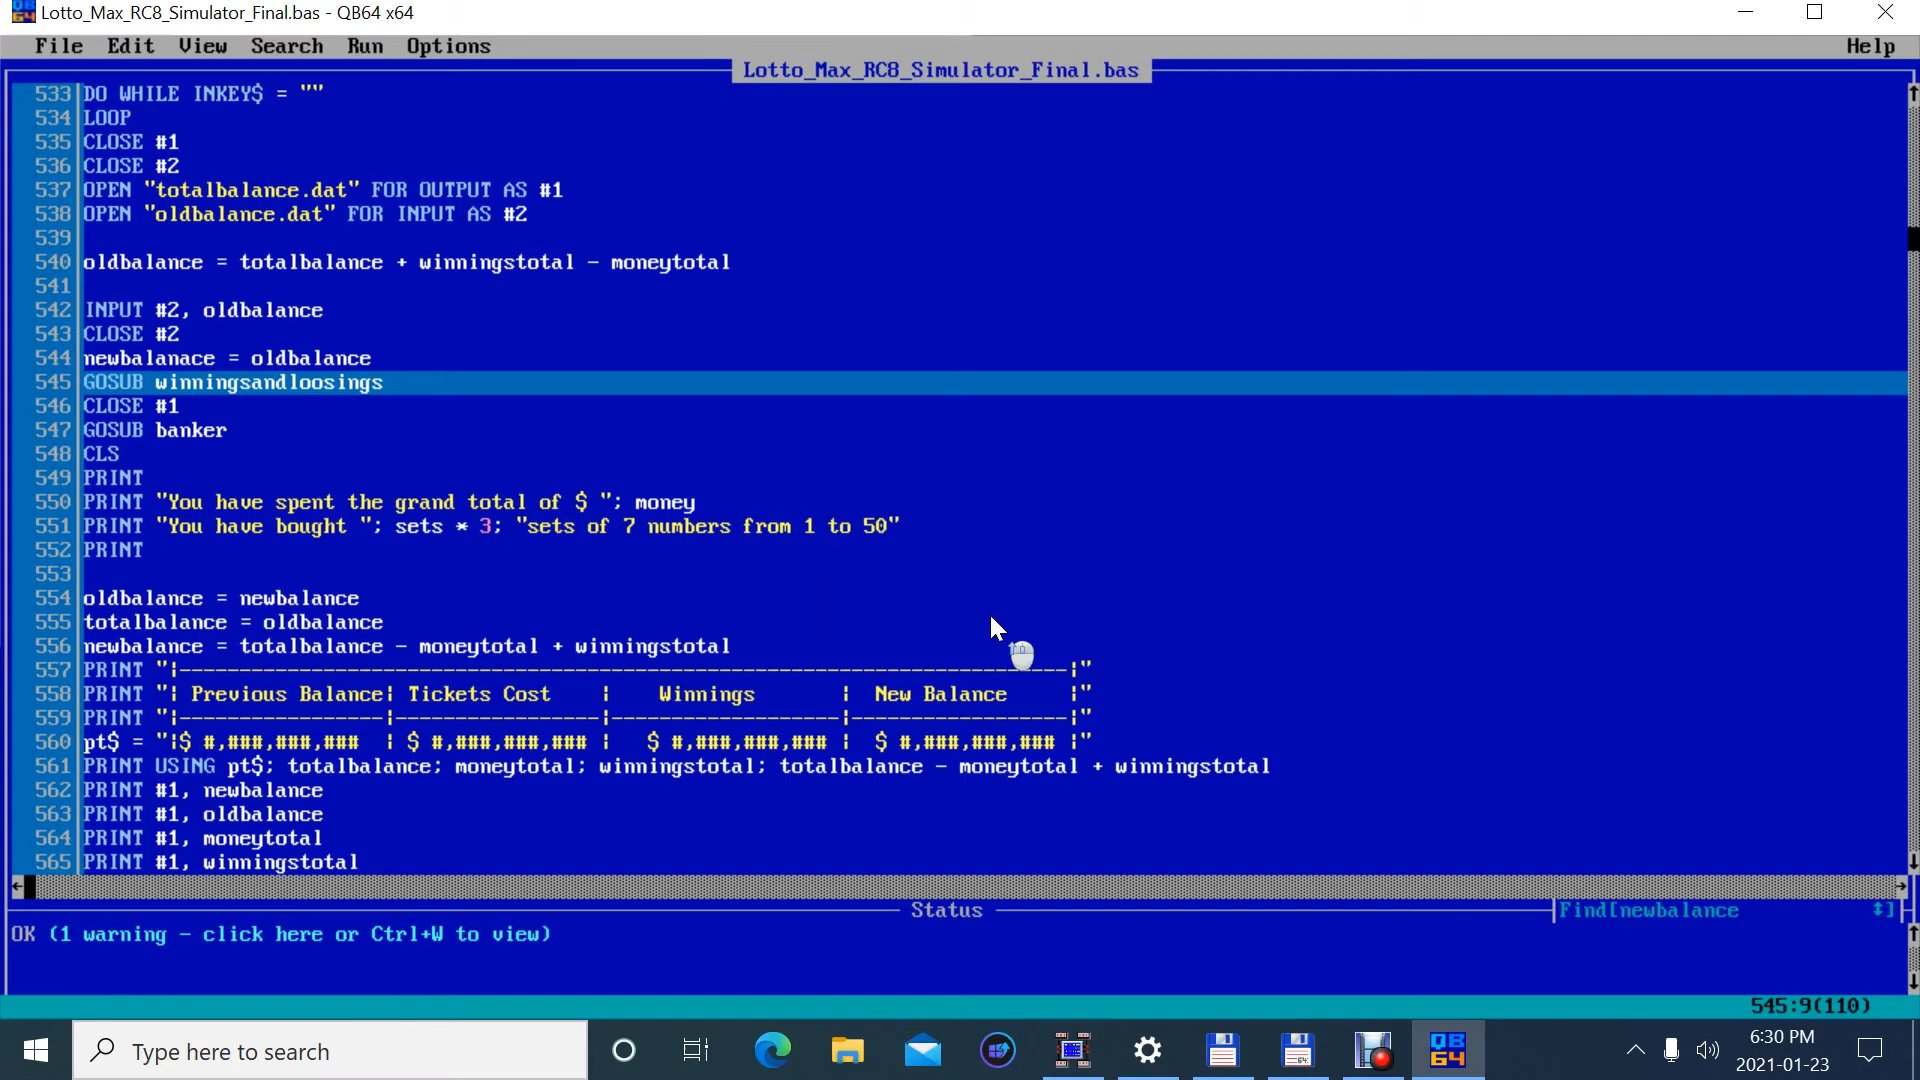 Lotto_Max_RC8_Simulator_Final.bas - QB64 x64
File Edit View Search Run Options Help
Lotto_Max_RC8_Simulator_Final.bas
533 DO WHILE INKEY$ = ""
534 LOOP
535 CLOSE #1
536 CLOSE #2
537 OPEN "totalbalance.dat" FOR OUTPUT AS #1
538 OPEN "oldbalance.dat" FOR INPUT AS #2
539
540 oldbalance = totalbalance + winningstotal - moneytotal
541
542 INPUT #2, oldbalance
543 CLOSE #2
544 newbalanace = oldbalance
545 GOSUB winningsandloosings
546 CLOSE #1
547 GOSUB banker
548 CLS
549 PRINT
550 PRINT "You have spent the grand total of $ "; money
551 PRINT "You have bought "; sets * 3; "sets of 7 numbers from 1 to 50"
552 PRINT
553
554 oldbalance = newbalance
555 totalbalance = oldbalance
556 newbalance = totalbalance - moneytotal + winningstotal
557 PRINT "¦--------------------------------------------------------------------------¦"
558 PRINT "¦ Previous Balance¦ Tickets Cost    ¦    Winnings       ¦  New Balance     ¦"
559 PRINT "¦-----------------¦-----------------¦-------------------¦------------------¦"
560 pt$ = "¦$ #,###,###,###  ¦ $ #,###,###,### ¦   $ #,###,###,### ¦  $ #,###,###,### ¦"
561 PRINT USING pt$; totalbalance; moneytotal; winningstotal; totalbalance - moneytotal + winningstotal
562 PRINT #1, newbalance
563 PRINT #1, oldbalance
564 PRINT #1, moneytotal
565 PRINT #1, winningstotal
Status
Find[newbalance ]
OK (1 warning - click here or Ctrl+W to view)
545:9(110)
Type here to search
QB64
64
6:30 PM
2021-01-23